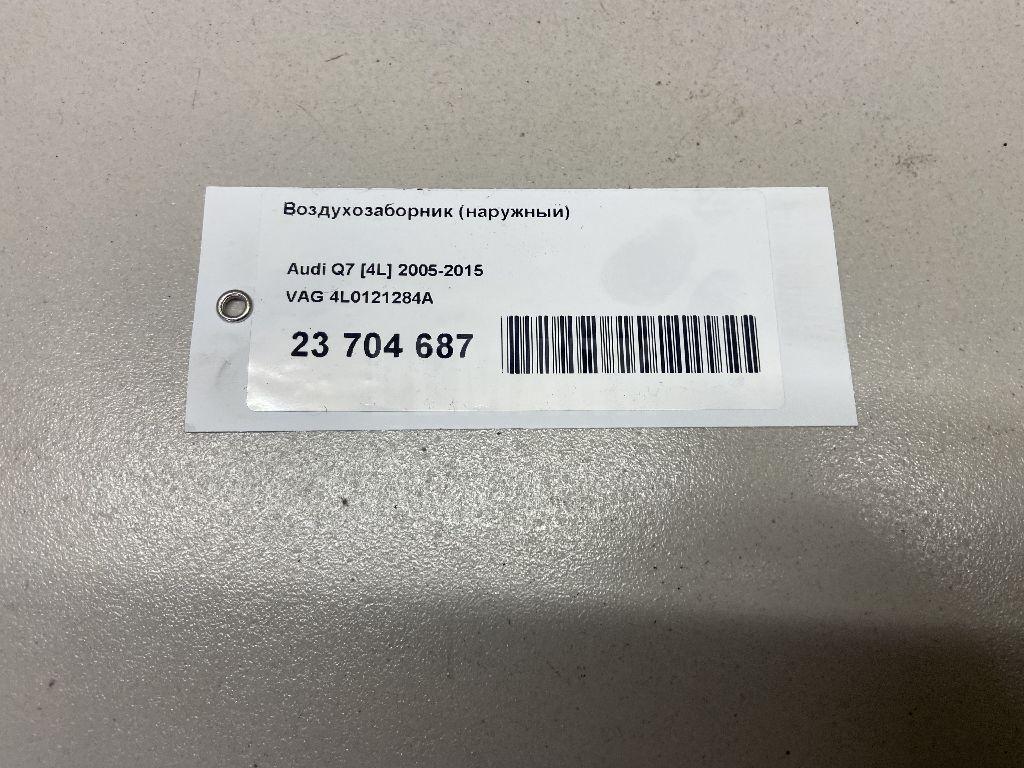 Воздухозаборник (наружный)
Audi Q7 [4L] 2005-2015
VAG 4L0121284A
23 704 687